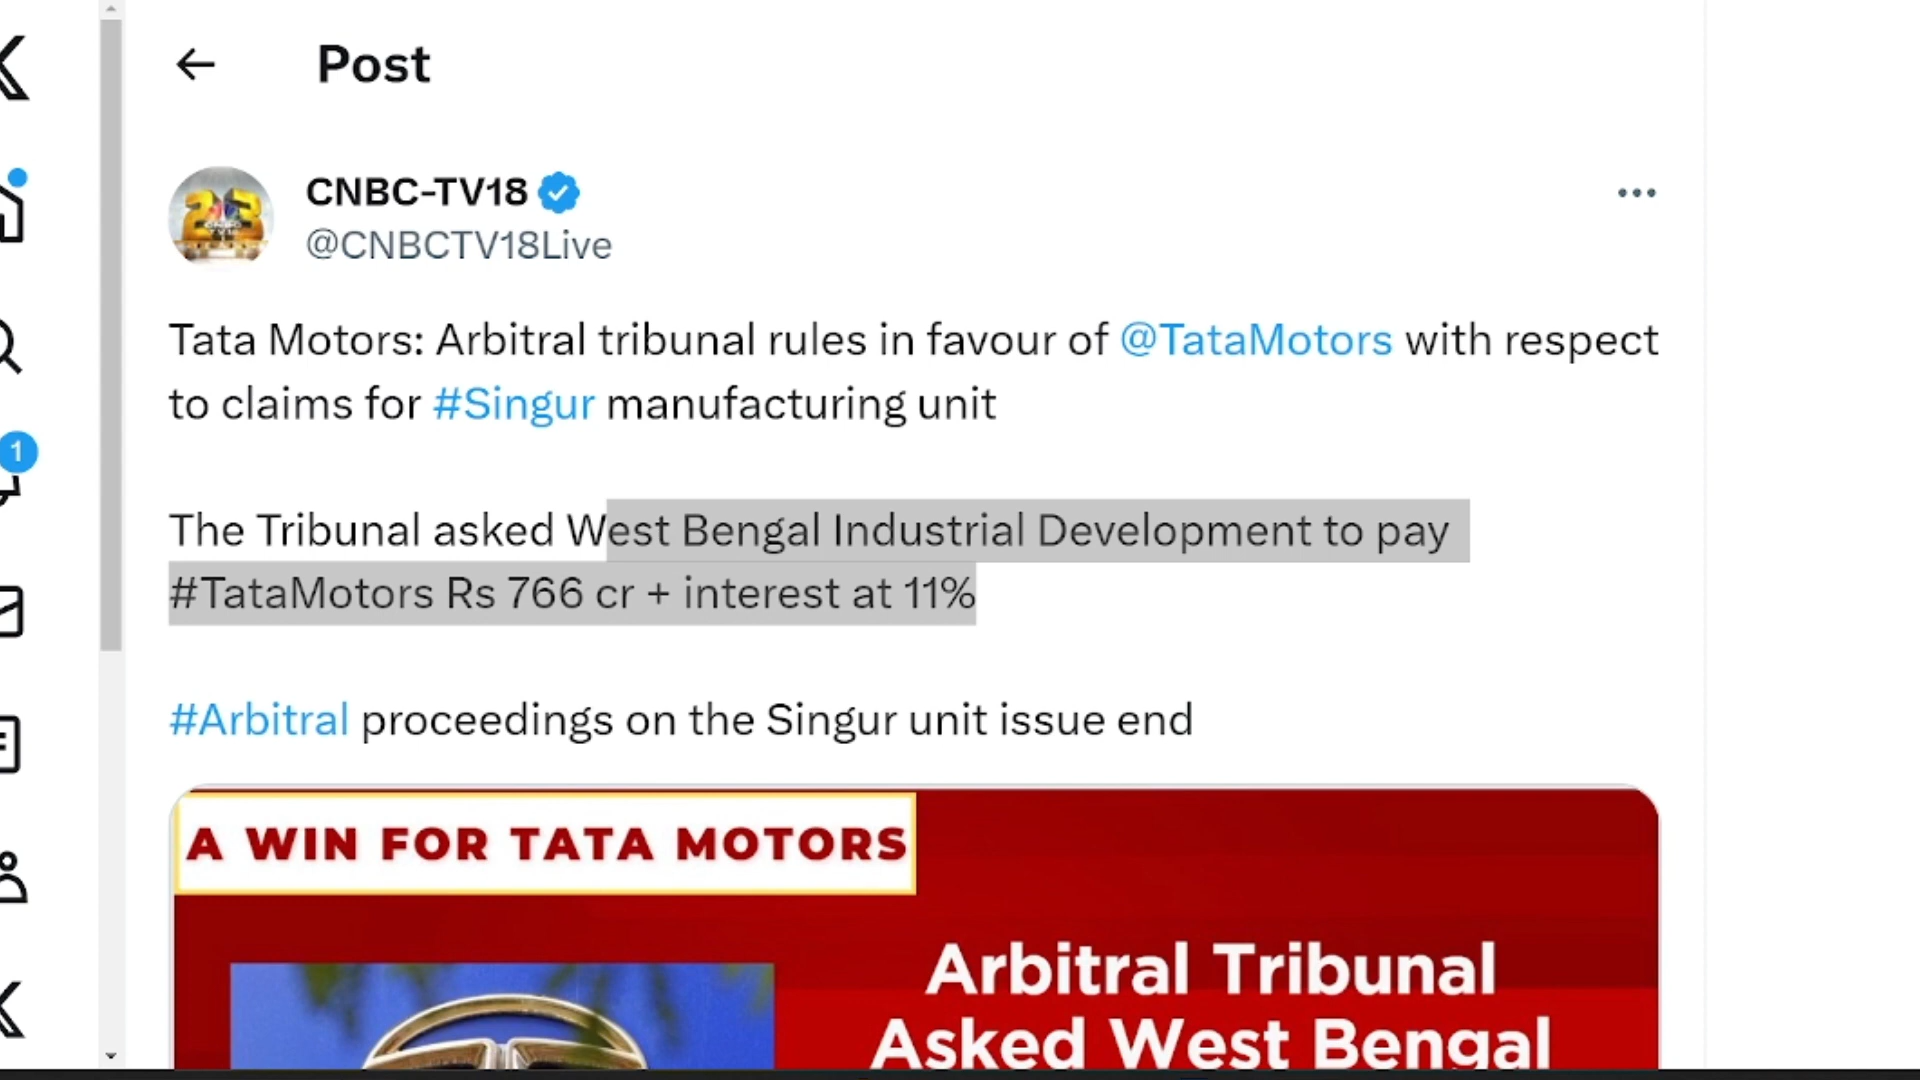 Post
CNBC-TV18
@CNBCTV18Live
Tata Motors: Arbitral tribunal rules in favour of @TataMotors with respect
to claims for #Singur manufacturing unit
1
The Tribunal asked West Bengal Industrial Development to pay
#TataMotors Rs 766 cr + interest at 11%
#Arbitral proceedings on the Singur unit issue end
A WIN FOR TATA MOTORS
Arbitral Tribunal
Asked West Bengal